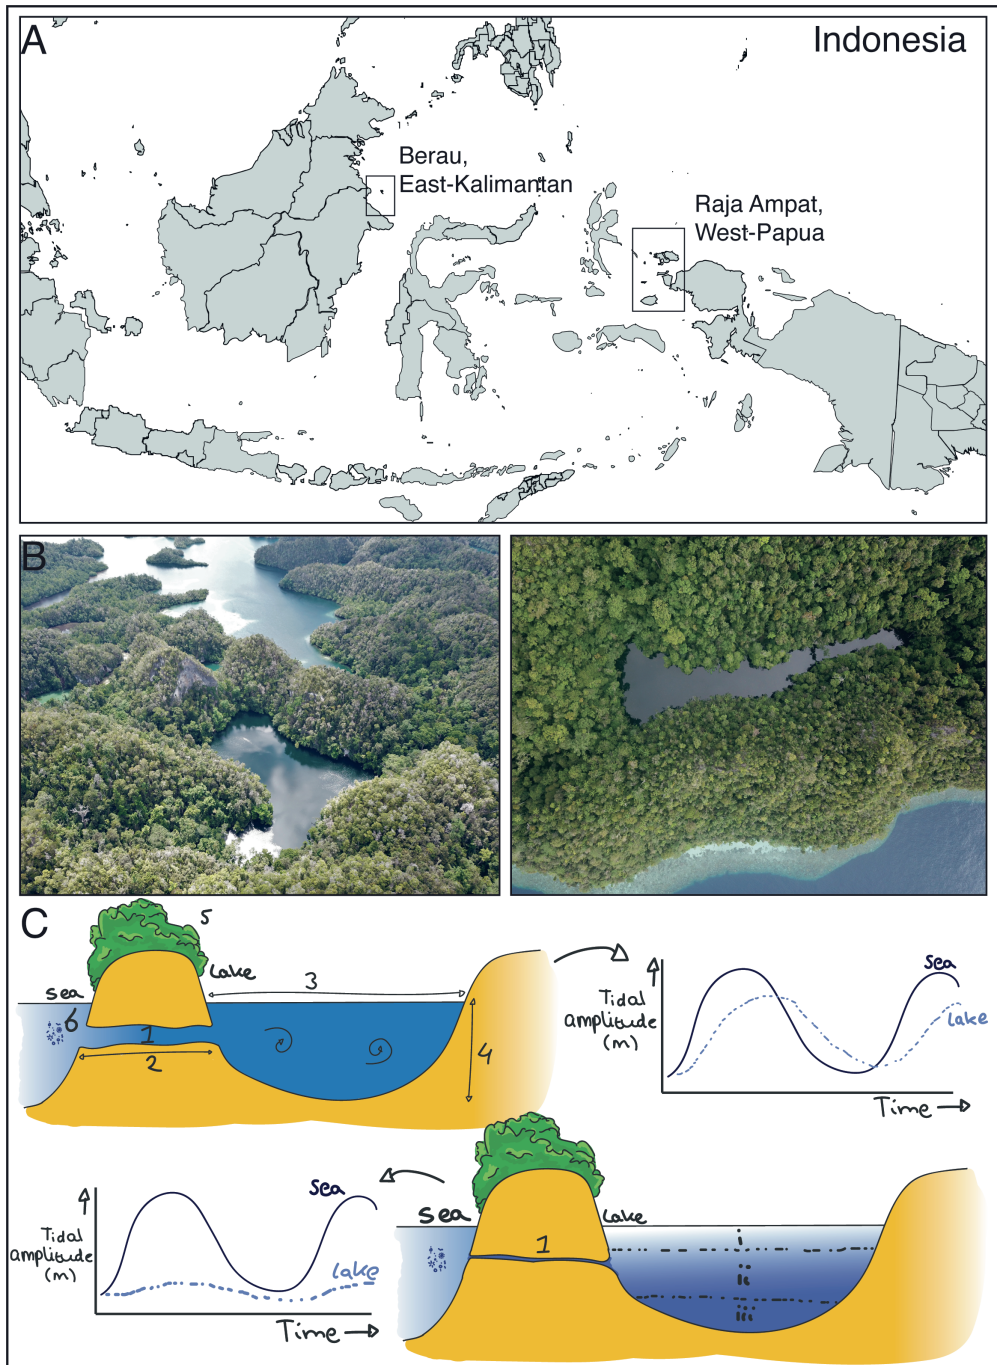 A
Indonesia
Berau,
East-Kalimantan
Raja Ampat,
West-Papua
B
C
5
lake
sea
3
6
1
2
4
Tidal
amplitude
(m)
sea
lake
Time
Tidal
amplitude
(m)
sea
lake
Time
sea
lake
1
i
ii
iii